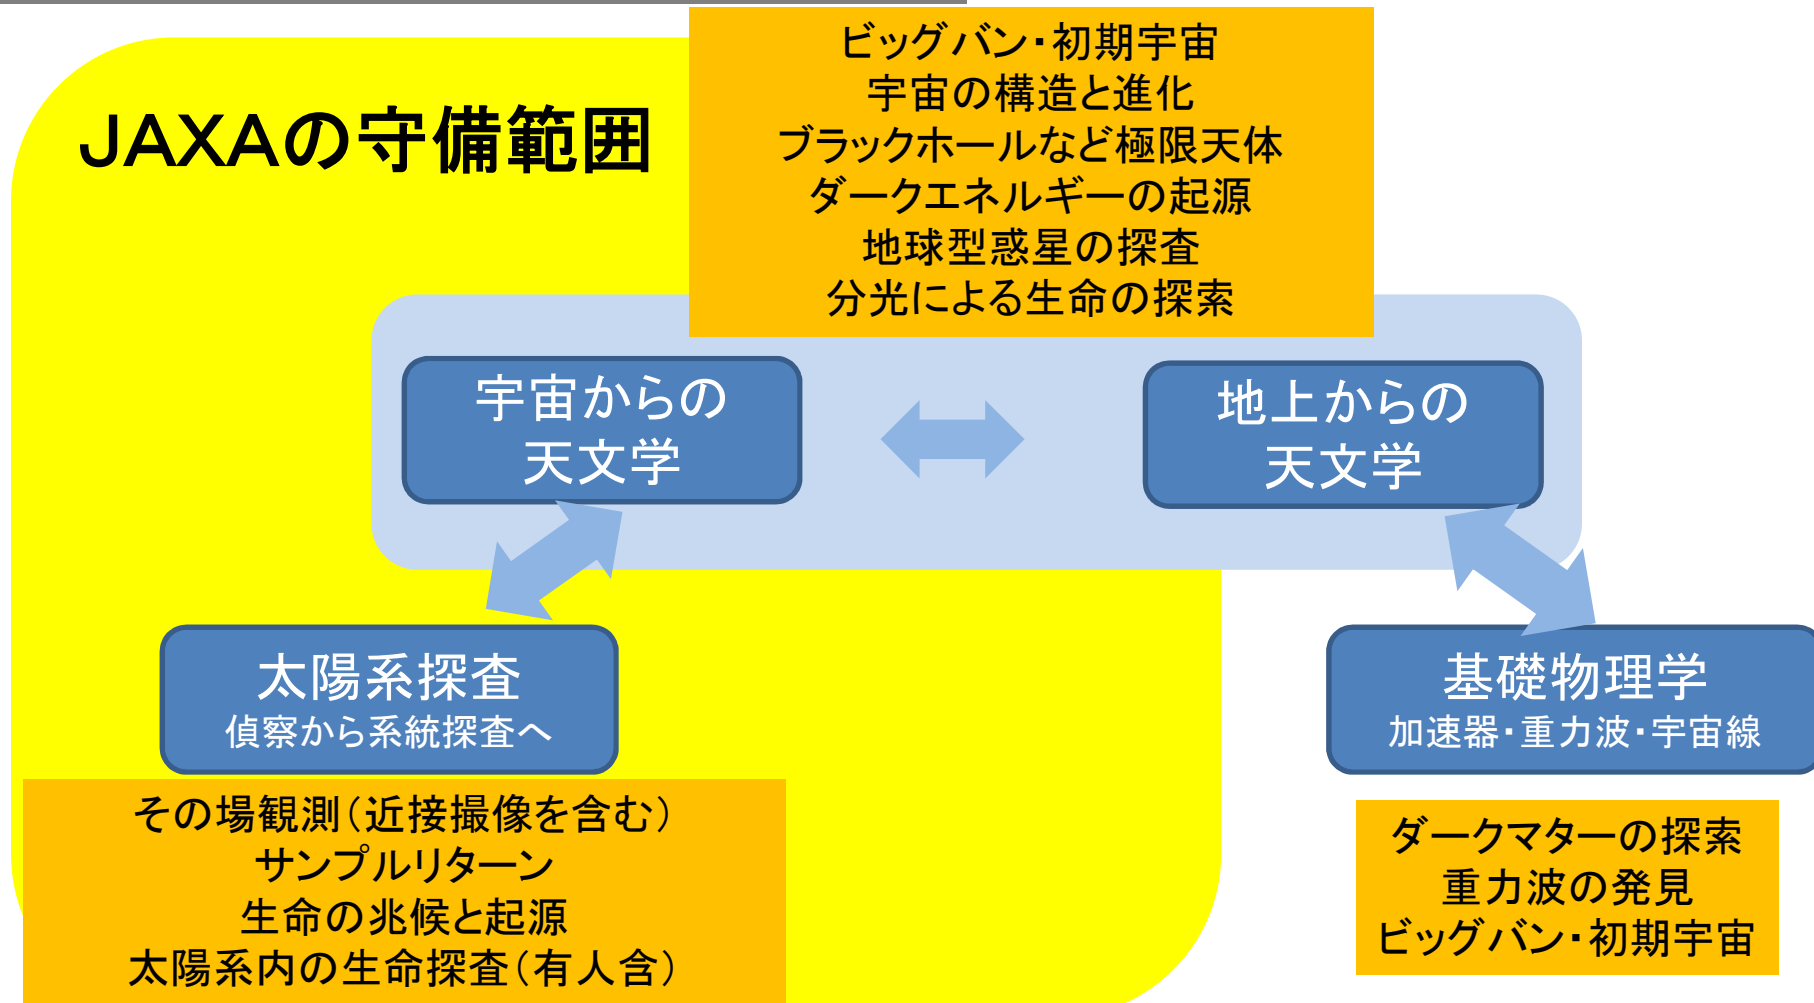 ビッグバン・初期宇宙
宇宙の構造と進化
ブラックホールなど極限天体
ダークエネルギーの起源
地球型惑星の探査
分光による生命の探索
JAXAの守備範囲
宇宙からの
天文学
地上からの
天文学
太陽系探査
偵察から系統探査へ
基礎物理学
加速器・重力波・宇宙線
その場観測（近接撮像を含む）
サンプルリターン
生命の兆候と起源
太陽系内の生命探査（有人含）
ダークマターの探索
重力波の発見
ビッグバン・初期宇宙